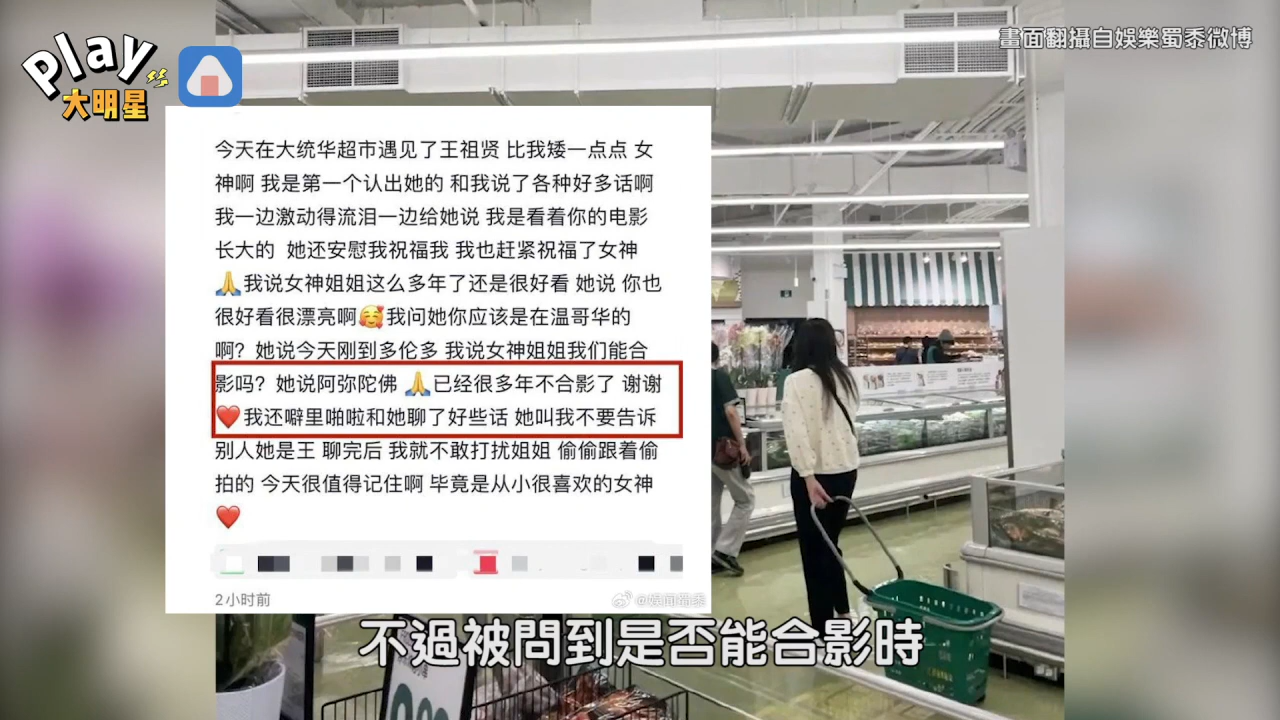 Play
大明星
畫面翻攝自娛樂蜀黍微博
今天在大统华超市遇见了王祖贤 比我矮一点点 女
神啊 我是第一个认出她的 和我说了各种好多话啊
我一边激动得流泪一边给她说 我是看着你的电影
长大的 她还安慰我祝福我 我也赶紧祝福了女神
🙏我说女神姐姐这么多年了还是很好看 她说 你也
很好看很漂亮啊🥰我问她你应该是在温哥华的
啊？她说今天刚到多伦多 我说女神姐姐我们能合
影吗？她说阿弥陀佛 🙏已经很多年不合影了 谢谢
❤️我还噼里啪啦和她聊了好些话 她叫我不要告诉
别人她是王 聊完后 我就不敢打扰姐姐 偷偷跟着偷
拍的 今天很值得记住啊 毕竟是从小很喜欢的女神
❤️
2小时前
不過被問到是否能合影時